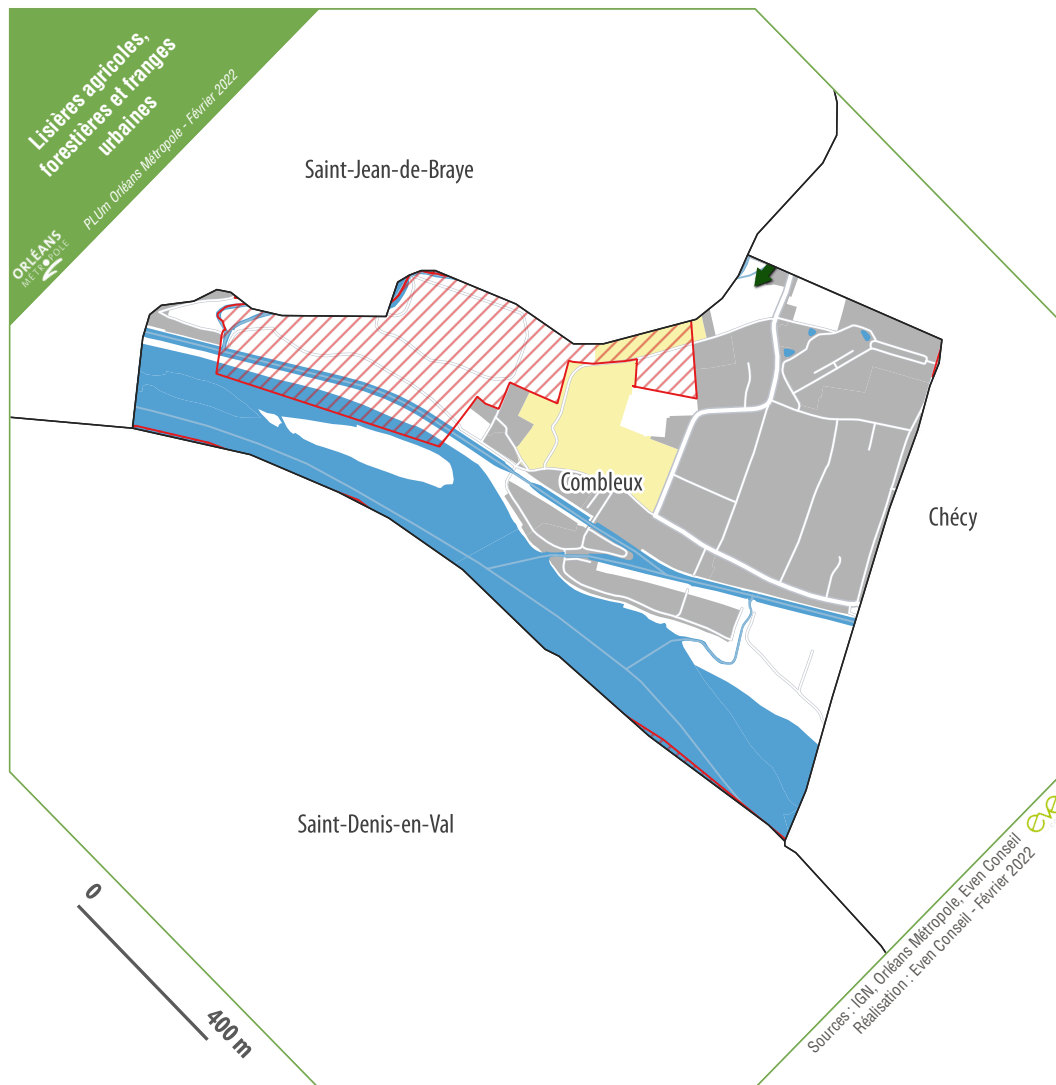 Lisières agricoles,
forestières et franges
urbaines
PLUm Orléans Métropole - Février 2022
ORLÉANS
MÉTROPOLE
Saint-Jean-de-Braye
Combleux
Chécy
Saint-Denis-en-Val
0
400 m
Sources : IGN, Orléans Métropole, Even Conseil
Réalisation : Even Conseil - Février 2022